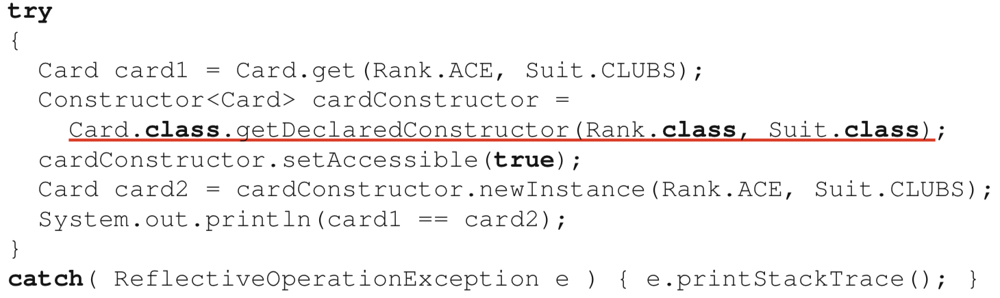 try
{
  Card card1 = Card.get(Rank.ACE, Suit.CLUBS);
  Constructor<Card> cardConstructor =
    Card.class.getDeclaredConstructor(Rank.class, Suit.class);
  cardConstructor.setAccessible(true);
  Card card2 = cardConstructor.newInstance(Rank.ACE, Suit.CLUBS);
  System.out.println(card1 == card2);
}
catch( ReflectiveOperationException e ) { e.printStackTrace(); }